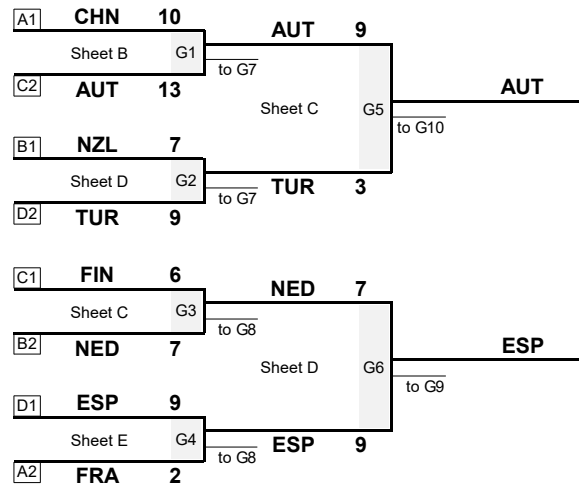 A1 CHN 10
Sheet B G1
to G7
C2 AUT 13
AUT 9
Sheet C G5
to G10
AUT
B1 NZL 7
Sheet D G2
to G7
D2 TUR 9
TUR 3
C1 FIN 6
Sheet C G3
to G8
B2 NED 7
NED 7
Sheet D G6
to G9
ESP
D1 ESP 9
Sheet E G4
to G8
A2 FRA 2
ESP 9